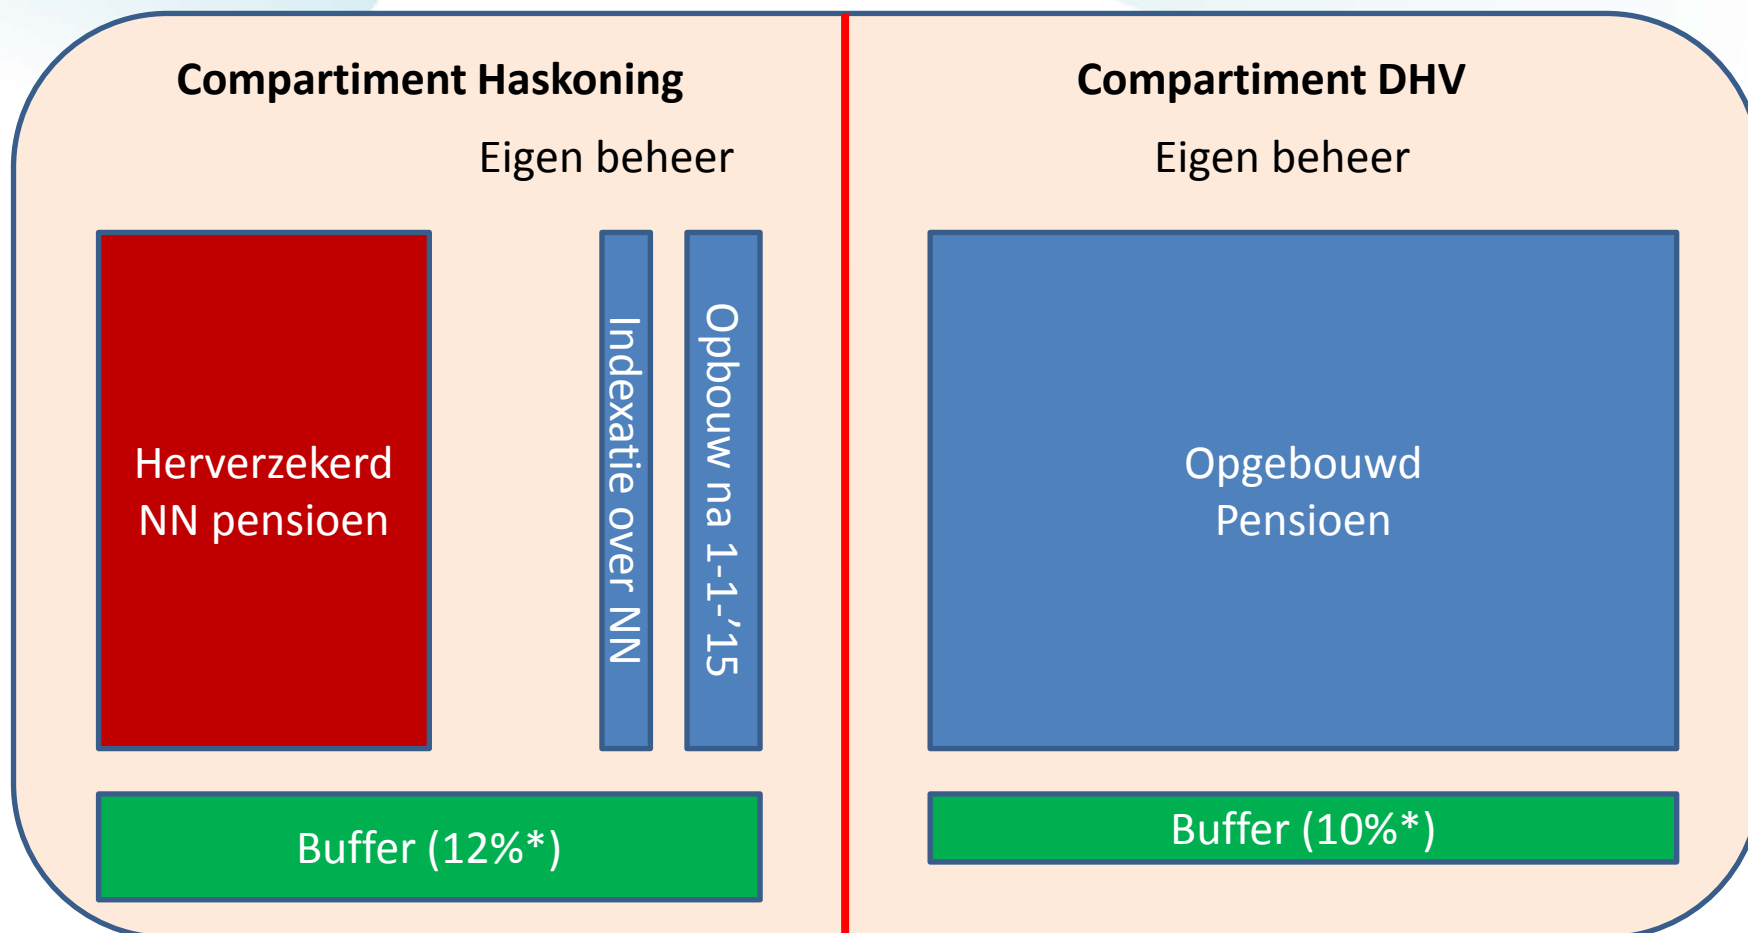 Compartiment Haskoning
Eigen beheer
Herverzekerd
NN pensioen
Indexatie over NN
Opbouw na 1-1-’15
Buffer (12%*)
Compartiment DHV
Eigen beheer
Opgebouwd
Pensioen
Buffer (10%*)